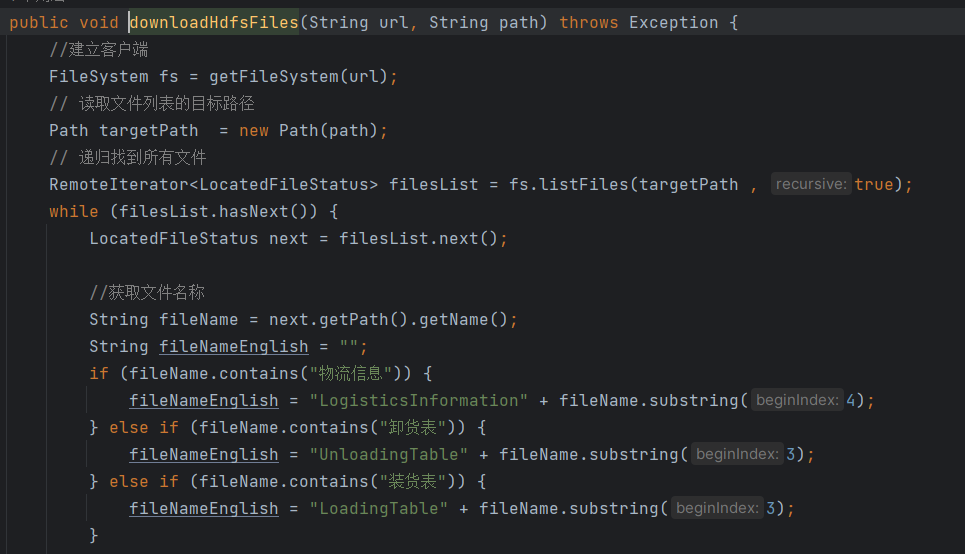 public void downloadHdfsFiles(String url, String path) throws Exception {
//建立客户端
FileSystem fs = getFileSystem(url);
// 读取文件列表的目标路径
Path targetPath  = new Path(path);
// 递归找到所有文件
RemoteIterator<LocatedFileStatus> filesList = fs.listFiles(targetPath , recursive: true);
while (filesList.hasNext()) {
LocatedFileStatus next = filesList.next();
//获取文件名称
String fileName = next.getPath().getName();
String fileNameEnglish = "";
if (fileName.contains("物流信息")) {
fileNameEnglish = "LogisticsInformation" + fileName.substring( beginIndex: 4);
} else if (fileName.contains("卸货表")) {
fileNameEnglish = "UnloadingTable" + fileName.substring( beginIndex: 3);
} else if (fileName.contains("装货表")) {
fileNameEnglish = "LoadingTable" + fileName.substring( beginIndex: 3);
}